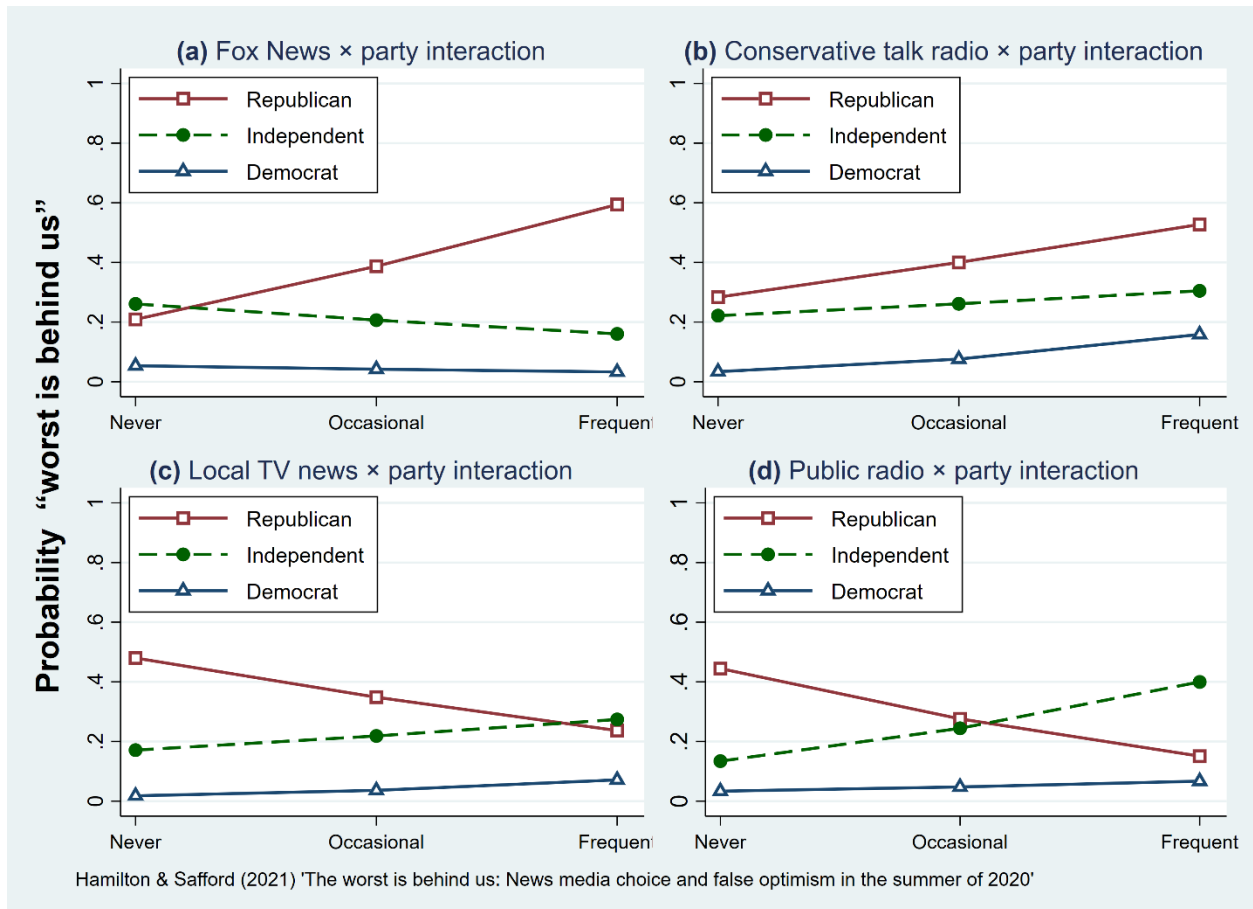 (a) Fox News × party interaction
1
.8
.6
.4
.2
0
Republican
Independent
Democrat
Never Occasional Frequent
(b) Conservative talk radio × party interaction
1
.8
.6
.4
.2
0
Republican
Independent
Democrat
Never Occasional Frequent
Probability “worst is behind us”
(c) Local TV news × party interaction
1
.8
.6
.4
.2
0
Republican
Independent
Democrat
Never Occasional Frequent
(d) Public radio × party interaction
1
.8
.6
.4
.2
0
Republican
Independent
Democrat
Never Occasional Frequent
Hamilton & Safford (2021) 'The worst is behind us: News media choice and false optimism in the summer of 2020'